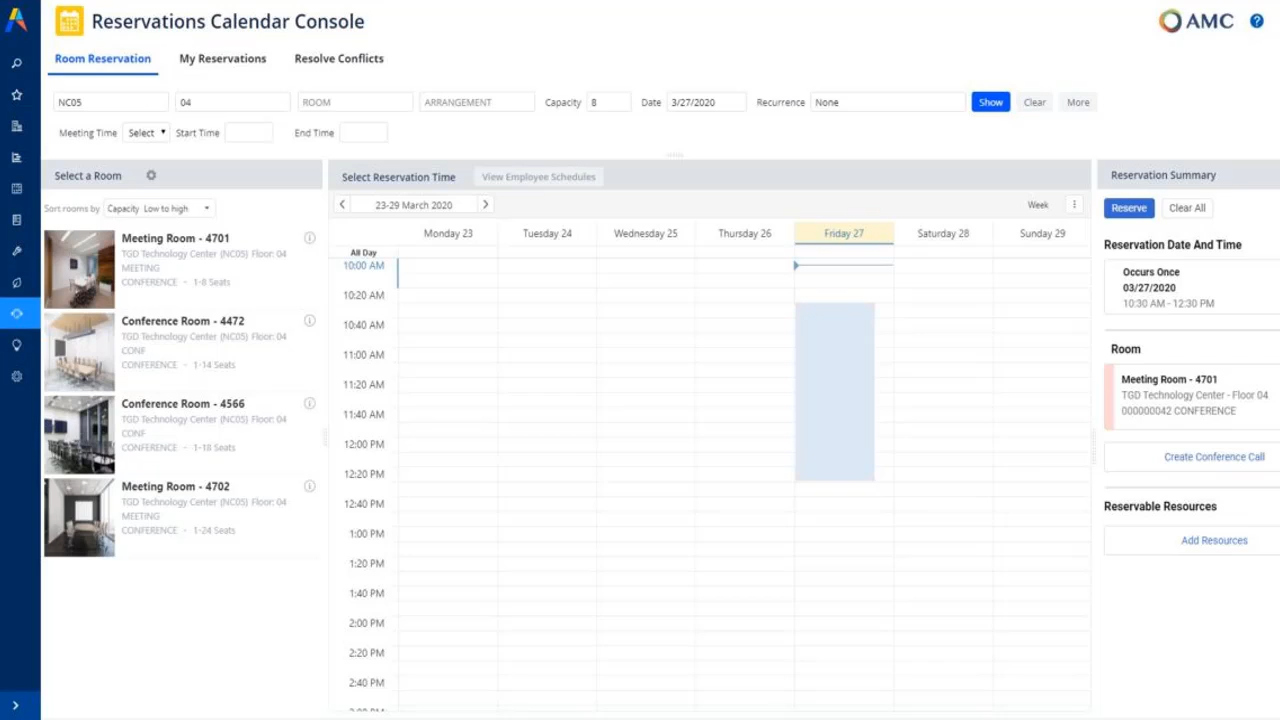 Reservations Calendar Console
AMC
?
Room Reservation
My Reservations
Resolve Conflicts
NC05
04
ROOM
ARRANGEMENT
Capacity 8
Date 3/27/2020
Recurrence None
Show
Clear
More
Meeting Time Select
Start Time
End Time
Select a Room
Sort rooms by Capacity Low to high
Meeting Room - 4701
TGD Technology Center (NC05) Floor: 04
MEETING
CONFERENCE - 1-8 Seats
Conference Room - 4472
TGD Technology Center (NC05) Floor: 04
CONF
CONFERENCE - 1-14 Seats
Conference Room - 4566
TGD Technology Center (NC05) Floor: 04
CONF
CONFERENCE - 1-18 Seats
Meeting Room - 4702
TGD Technology Center (NC05) Floor: 04
MEETING
CONFERENCE - 1-24 Seats
Select Reservation Time
View Employee Schedules
23-29 March 2020
Week
Monday 23
Tuesday 24
Wednesday 25
Thursday 26
Friday 27
Saturday 28
Sunday 29
All Day
10:00 AM
10:20 AM
10:40 AM
11:00 AM
11:20 AM
11:40 AM
12:00 PM
12:20 PM
12:40 PM
1:00 PM
1:20 PM
1:40 PM
2:00 PM
2:20 PM
2:40 PM
Reservation Summary
Reserve
Clear All
Reservation Date And Time
Occurs Once
03/27/2020
10:30 AM - 12:30 PM
Room
Meeting Room - 4701
TGD Technology Center - Floor 04
000000042 CONFERENCE
Create Conference Call
Reservable Resources
Add Resources